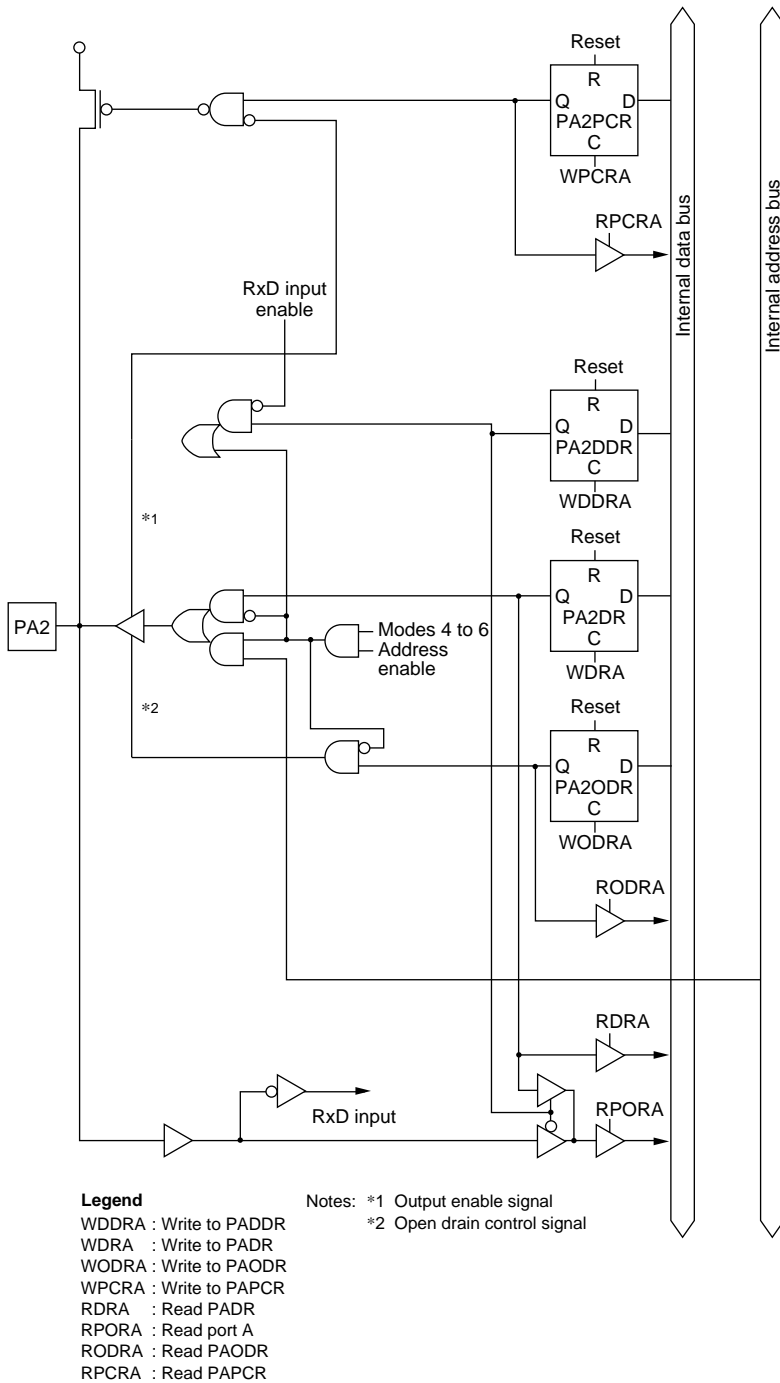 Reset
R
Q D
PA2PCR
C
WPCRA
RPCRA
Internal data bus
Internal address bus
RxD input
enable
Reset
R
Q D
PA2DDR
C
WDDRA
*1
Reset
R
Q D
PA2DR
C
WDRA
PA2
Modes 4 to 6
Address
enable
*2
Reset
R
Q D
PA2ODR
C
WODRA
RODRA
RDRA
RxD input
RPORA
Legend
WDDRA : Write to PADDR
WDRA : Write to PADR
WODRA : Write to PAODR
WPCRA : Write to PAPCR
RDRA : Read PADR
RPORA : Read port A
RODRA : Read PAODR
RPCRA : Read PAPCR
Notes: *1 Output enable signal
*2 Open drain control signal